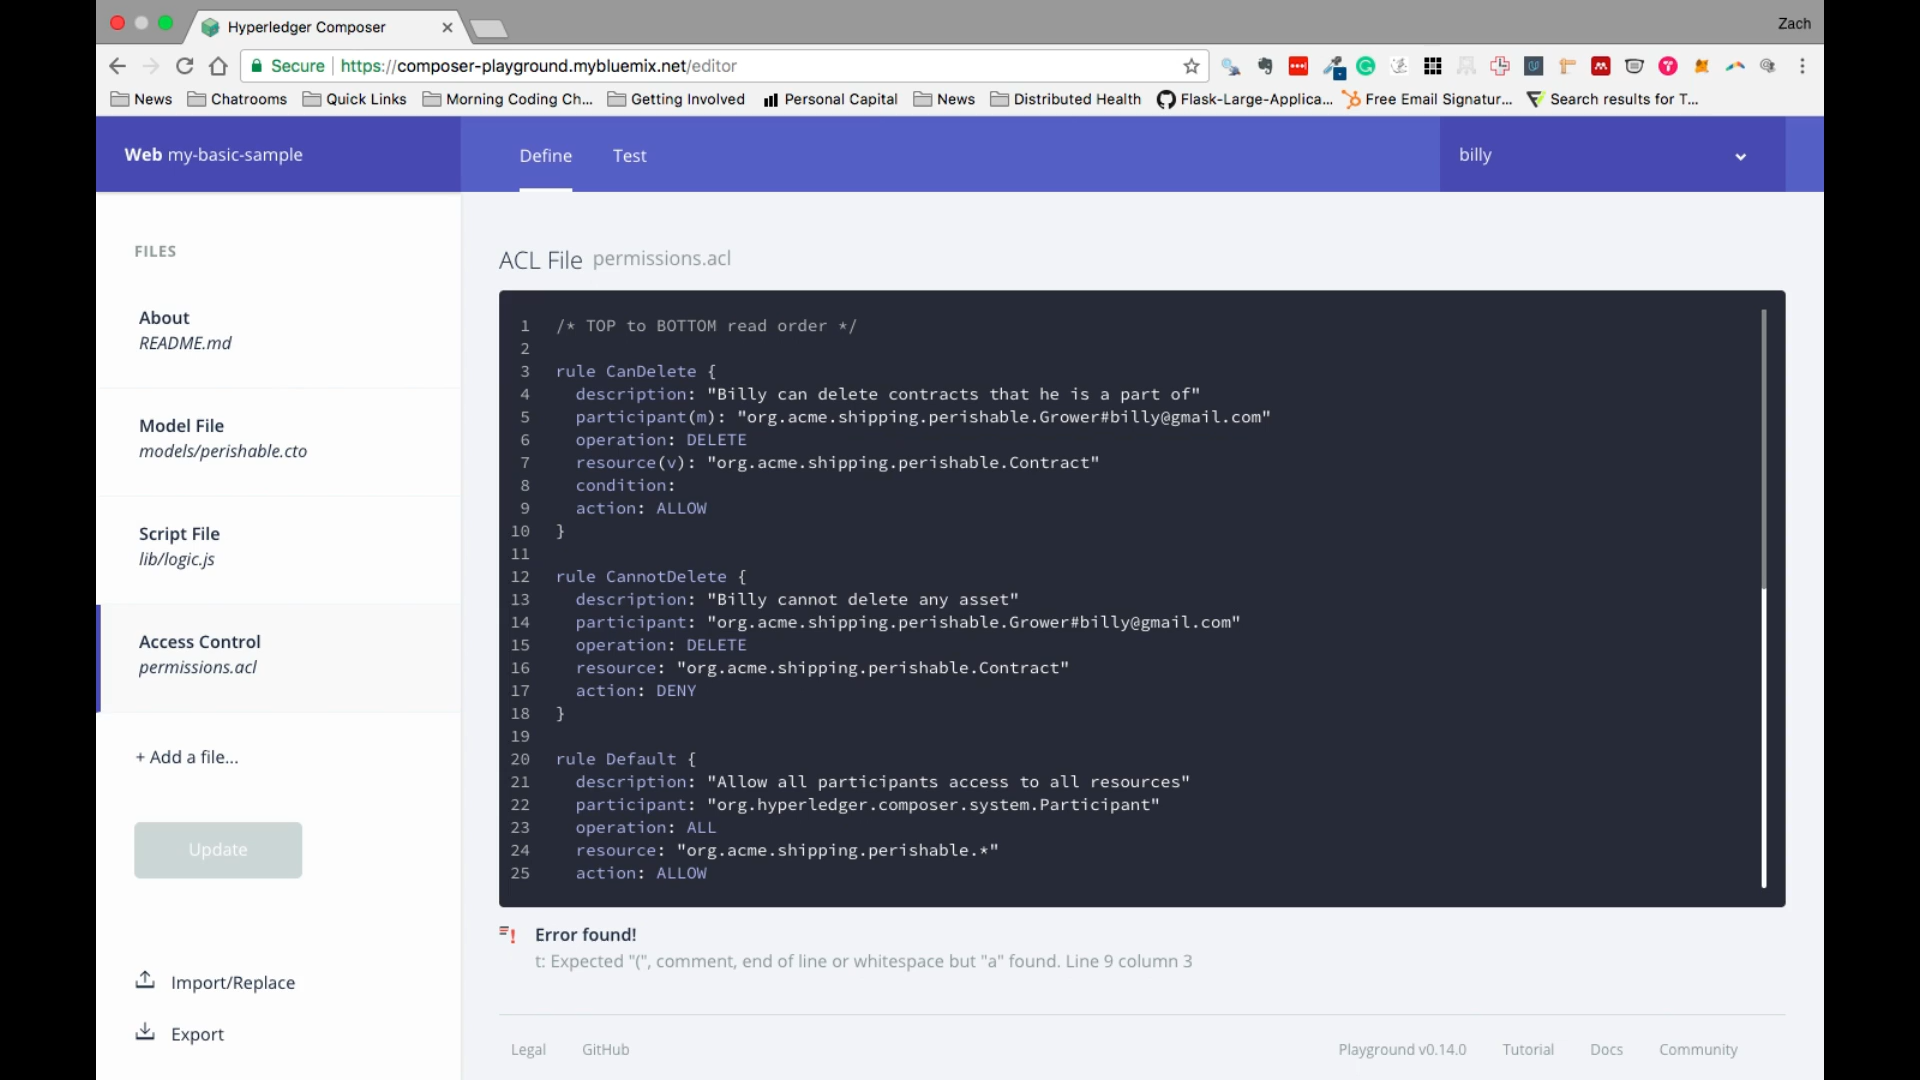 Hyperledger Composer
Zach
Secure https://composer-playground.mybluemix.net/editor
News Chatrooms Quick Links Morning Coding Ch... Getting Involved Personal Capital News Distributed Health Flask-Large-Applica... Free Email Signatur... Search results for T...
Web my-basic-sample
Define Test
billy
FILES
About
README.md
Model File
models/perishable.cto
Script File
lib/logic.js
Access Control
permissions.acl
+ Add a file...
Update
Import/Replace
Export
ACL File permissions.acl
1 /* TOP to BOTTOM read order */
2
3 rule CanDelete {
4 description: "Billy can delete contracts that he is a part of"
5 participant(m): "org.acme.shipping.perishable.Grower#billy@gmail.com"
6 operation: DELETE
7 resource(v): "org.acme.shipping.perishable.Contract"
8 condition:
9 action: ALLOW
10 }
11
12 rule CannotDelete {
13 description: "Billy cannot delete any asset"
14 participant: "org.acme.shipping.perishable.Grower#billy@gmail.com"
15 operation: DELETE
16 resource: "org.acme.shipping.perishable.Contract"
17 action: DENY
18 }
19
20 rule Default {
21 description: "Allow all participants access to all resources"
22 participant: "org.hyperledger.composer.system.Participant"
23 operation: ALL
24 resource: "org.acme.shipping.perishable.*"
25 action: ALLOW
Error found!
t: Expected "(", comment, end of line or whitespace but "a" found. Line 9 column 3
Legal GitHub
Playground v0.14.0 Tutorial Docs Community